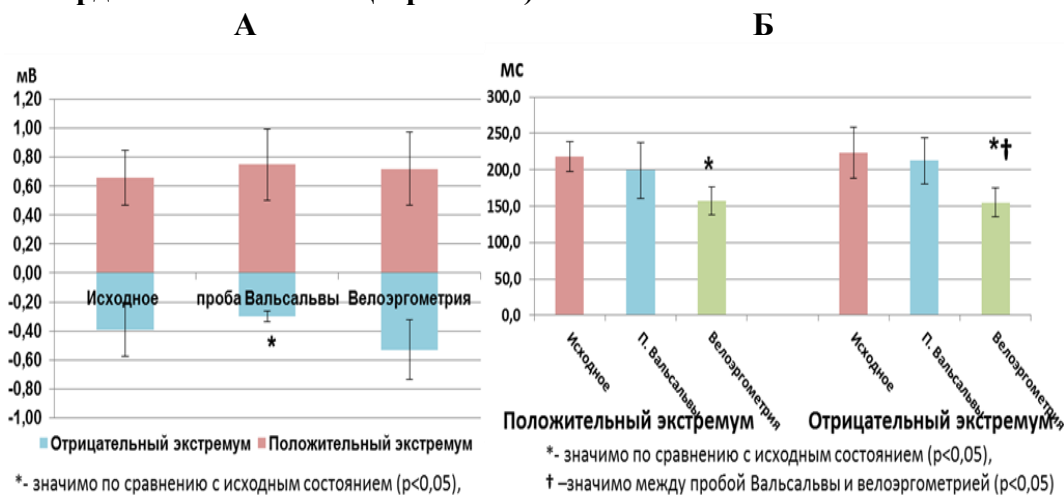 А
Б
мВ
1,20
1,00
0,80
0,60
0,40
0,20
0,00
-0,20
-0,40
-0,60
-0,80
-1,00
Исходное проба Вальсальвы Велоэргометрия
*
Отрицательный экстремум Положительный экстремум
*- значимо по сравнению с исходным состоянием (p<0,05),
мс
300,0
250,0
200,0
150,0
100,0
50,0
0,0
*
*†
Исходное
П. Вальсальвы
Велоэргометрия
Исходное
П. Вальсальвы
Велоэргометрия
Положительный экстремум Отрицательный экстремум
*- значимо по сравнению с исходным состоянием (p<0,05),
† –значимо между пробой Вальсальвы и велоэргометрией (p<0,05)